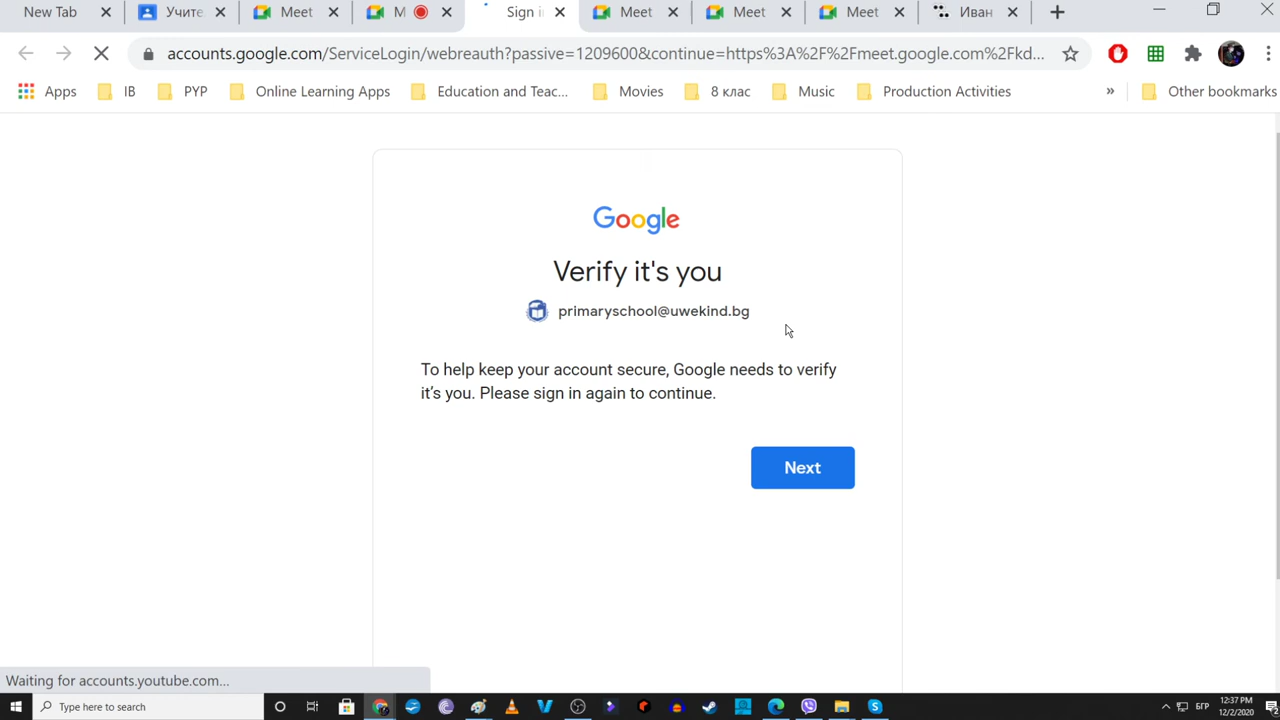 New Tab
Учите
Meet
M
Sign i
Meet
Meet
Meet
Иван
accounts.google.com/ServiceLogin/webreauth?passive=1209600&continue=https%3A%2F%2Fmeet.google.com%2Fkd...
Apps
IB
PYP
Online Learning Apps
Education and Teac...
Movies
8 клас
Music
Production Activities
»
Other bookmarks
Google
Verify it's you
primaryschool@uwekind.bg
To help keep your account secure, Google needs to verify
it's you. Please sign in again to continue.
Next
Waiting for accounts.youtube.com...
Type here to search
БГР
12:37 PM
12/2/2020